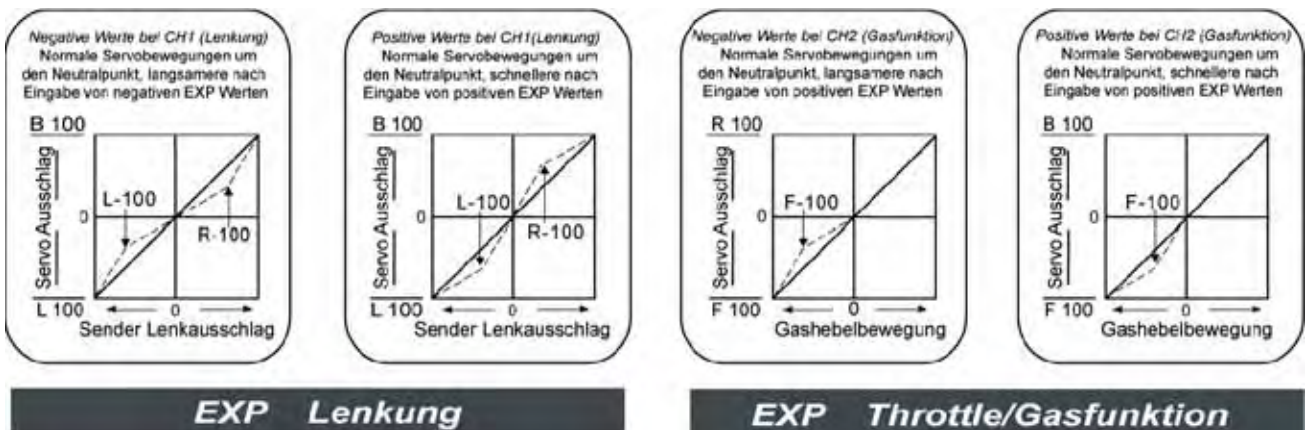 Negative Werte bei CH1 (Lenkung)
Normale Servobewegungen um
den Neutralpunkt, langsamere nach
Eingabe von negativen EXP Werten
B 100
Servo Ausschlag
0
L-100
R-100
L 100
0
Sender Lenkausschlag
Positive Werte bei CH1(Lenkung)
Normale Servobewegungen um
den Neutralpunkt, schnellere nach
Eingabe von positiven EXP Werten
B 100
Servo Ausschlag
0
L-100
R-100
L 100
0
Sender Lenkausschlag
EXP Lenkung
Negative Werte bei CH2 (Gasfunktion)
Normale Servobewegungen um
den Neutralpunkt, langsamere nach
Eingabe von positiven EXP Werten
R 100
Servo Ausschlag
0
F-100
F 100
0
Gashebelbewegung
Positive Werte bei CH2 (Gasfunktion)
Normale Servobewegungen um
den Neutralpunkt, schnellere nach
Eingabe von positiven EXP Werten
B 100
Servo Ausschlag
0
F-100
F 100
0
Gashebelbewegung
EXP Throttle/Gasfunktion